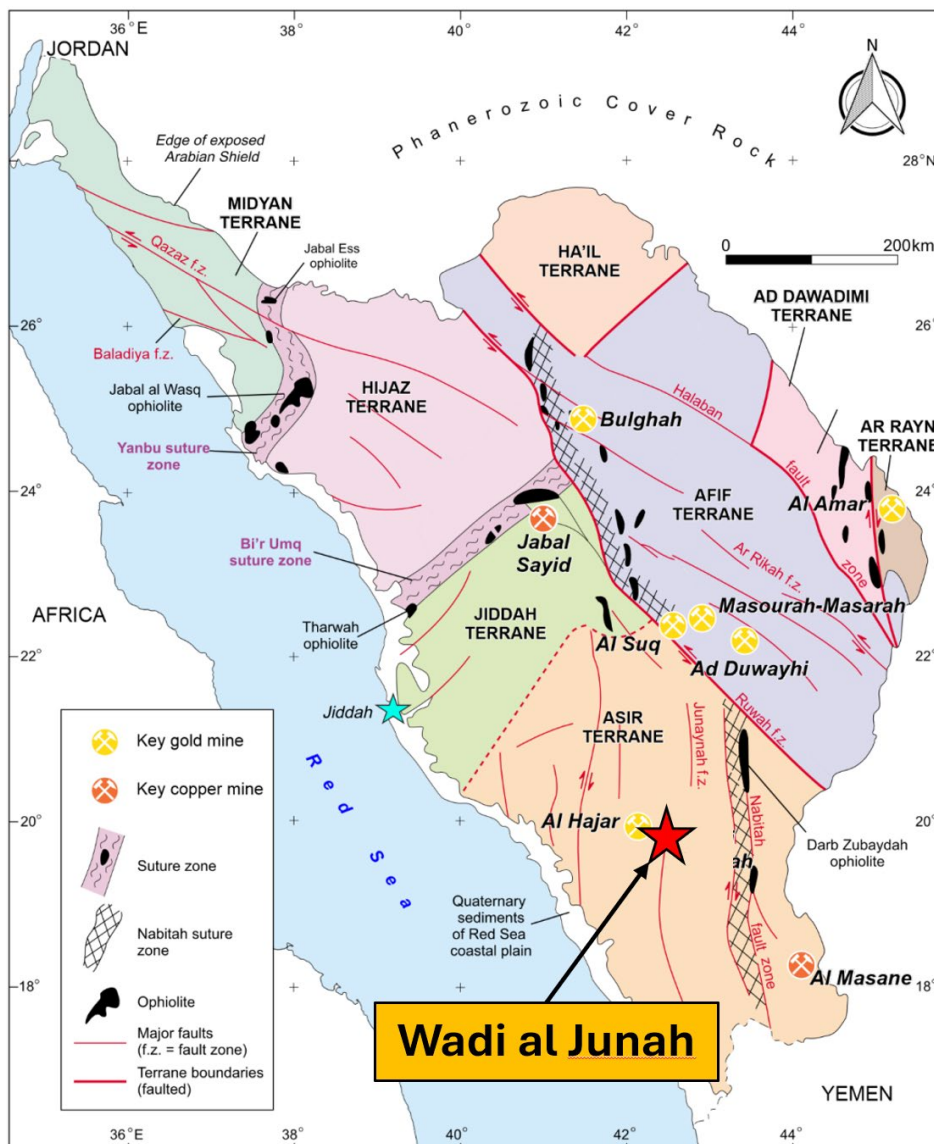 36°E
38
40
42
44
JORDAN
N
Phanerozoic Cover Rock
Edge of exposed
Arabian Shield
28°N
MIDYAN
TERRANE
Qazaz f.z.
Jabal Ess
ophiolite
HA'IL
TERRANE
0
200km
AD DAWADIMI
TERRANE
26
26
Baladiya f.z.
Jabal al Wasq
ophiolite
HIJAZ
TERRANE
Halaban
fault
zone
Bulghah
Yanbu suture
zone
AR RAYN
TERRANE
24
24
AFIF
TERRANE
Al Amar
Jabal
Sayid
Bi'r Umq
suture zone
Ar Rikah f.z.
AFRICA
Tharwah
ophiolite
JIDDAH
TERRANE
Masourah-Masarah
Al Suq
22
22
Ad Duwayhi
Jiddah
Ruwah f.z.
ASIR
TERRANE
Junaynah f.z.
Key gold mine
Key copper mine
Suture zone
Nabitah suture
zone
Ophiolite
Major faults
(f.z. = fault zone)
Terrane boundaries
(faulted)
Red Sea
Al Hajar
20
20
Nabitah
fault zone
ah
Darb Zubaydah
ophiolite
Quaternary
sediments
of Red Sea
coastal plain
18
18
Al Masane
Wadi al Junah
YEMEN
36
38
40
42
44